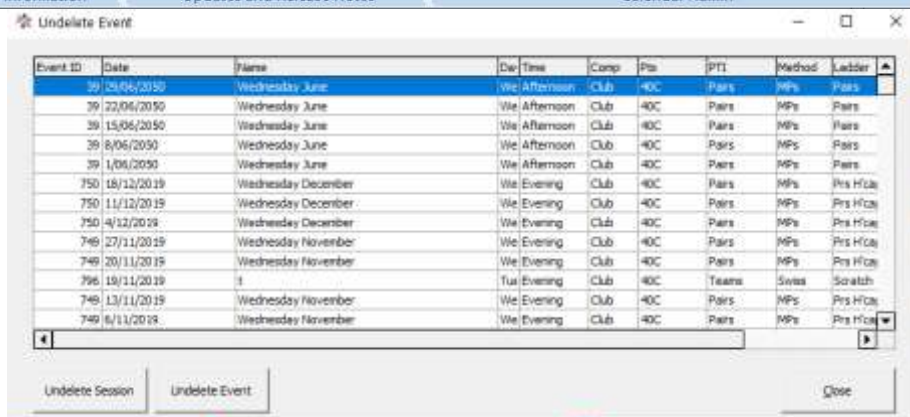 Information Updates and Release Notes Calendar Admin
Undelete Event
Event ID Date Name Da Time Comp Pts PTI Method Ladder
39 29/06/2050 Wednesday June We Afternoon Club 40C Pairs MPs Pairs
39 22/06/2050 Wednesday June We Afternoon Club 40C Pairs MPs Pairs
39 15/06/2050 Wednesday June We Afternoon Club 40C Pairs MPs Pairs
39 8/06/2050 Wednesday June We Afternoon Club 40C Pairs MPs Pairs
39 1/06/2050 Wednesday June We Afternoon Club 40C Pairs MPs Pairs
750 18/12/2019 Wednesday December We Evening Club 40C Pairs MPs Prs H'cap
750 11/12/2019 Wednesday December We Evening Club 40C Pairs MPs Prs H'cap
750 4/12/2019 Wednesday December We Evening Club 40C Pairs MPs Prs H'cap
749 27/11/2019 Wednesday November We Evening Club 40C Pairs MPs Prs H'cap
749 20/11/2019 Wednesday November We Evening Club 40C Pairs MPs Prs H'cap
796 19/11/2019 t Tue Evening Club 40C Teams Swiss Scratch
749 13/11/2019 Wednesday November We Evening Club 40C Pairs MPs Prs H'cap
749 6/11/2019 Wednesday November We Evening Club 40C Pairs MPs Prs H'cap
Undelete Session Undelete Event Close